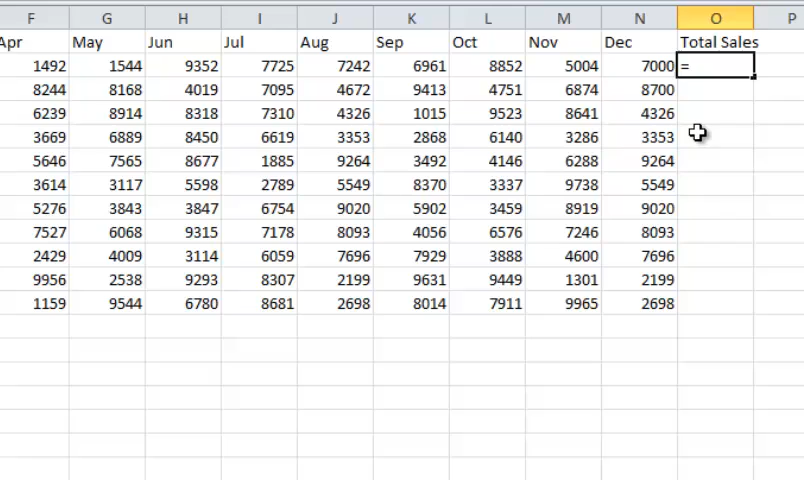 F G H I J K L M N O P
Apr May Jun Jul Aug Sep Oct Nov Dec Total Sales
1492 1544 9352 7725 7242 6961 8852 5004 7000 =
8244 8168 4019 7095 4672 9413 4751 6874 8700
6239 8914 8318 7310 4326 1015 9523 8641 4326
3669 6889 8450 6619 3353 2868 6140 3286 3353
5646 7565 8677 1885 9264 3492 4146 6288 9264
3614 3117 5598 2789 5549 8370 3337 9738 5549
5276 3843 3847 6754 9020 5902 3459 8919 9020
7527 6068 9315 7178 8093 4056 6576 7246 8093
2429 4009 3114 6059 7696 7929 3888 4600 7696
9956 2538 9293 8307 2199 9631 9449 1301 2199
1159 9544 6780 8681 2698 8014 7911 9965 2698